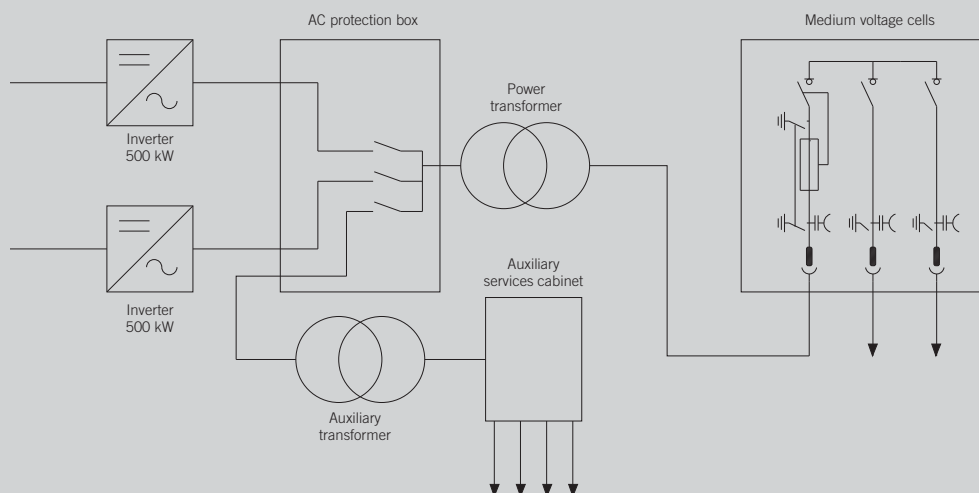 AC protection box
Medium voltage cells
Power
transformer
Inverter
500 kW
Auxiliary
services cabinet
Inverter
500 kW
Auxiliary
transformer